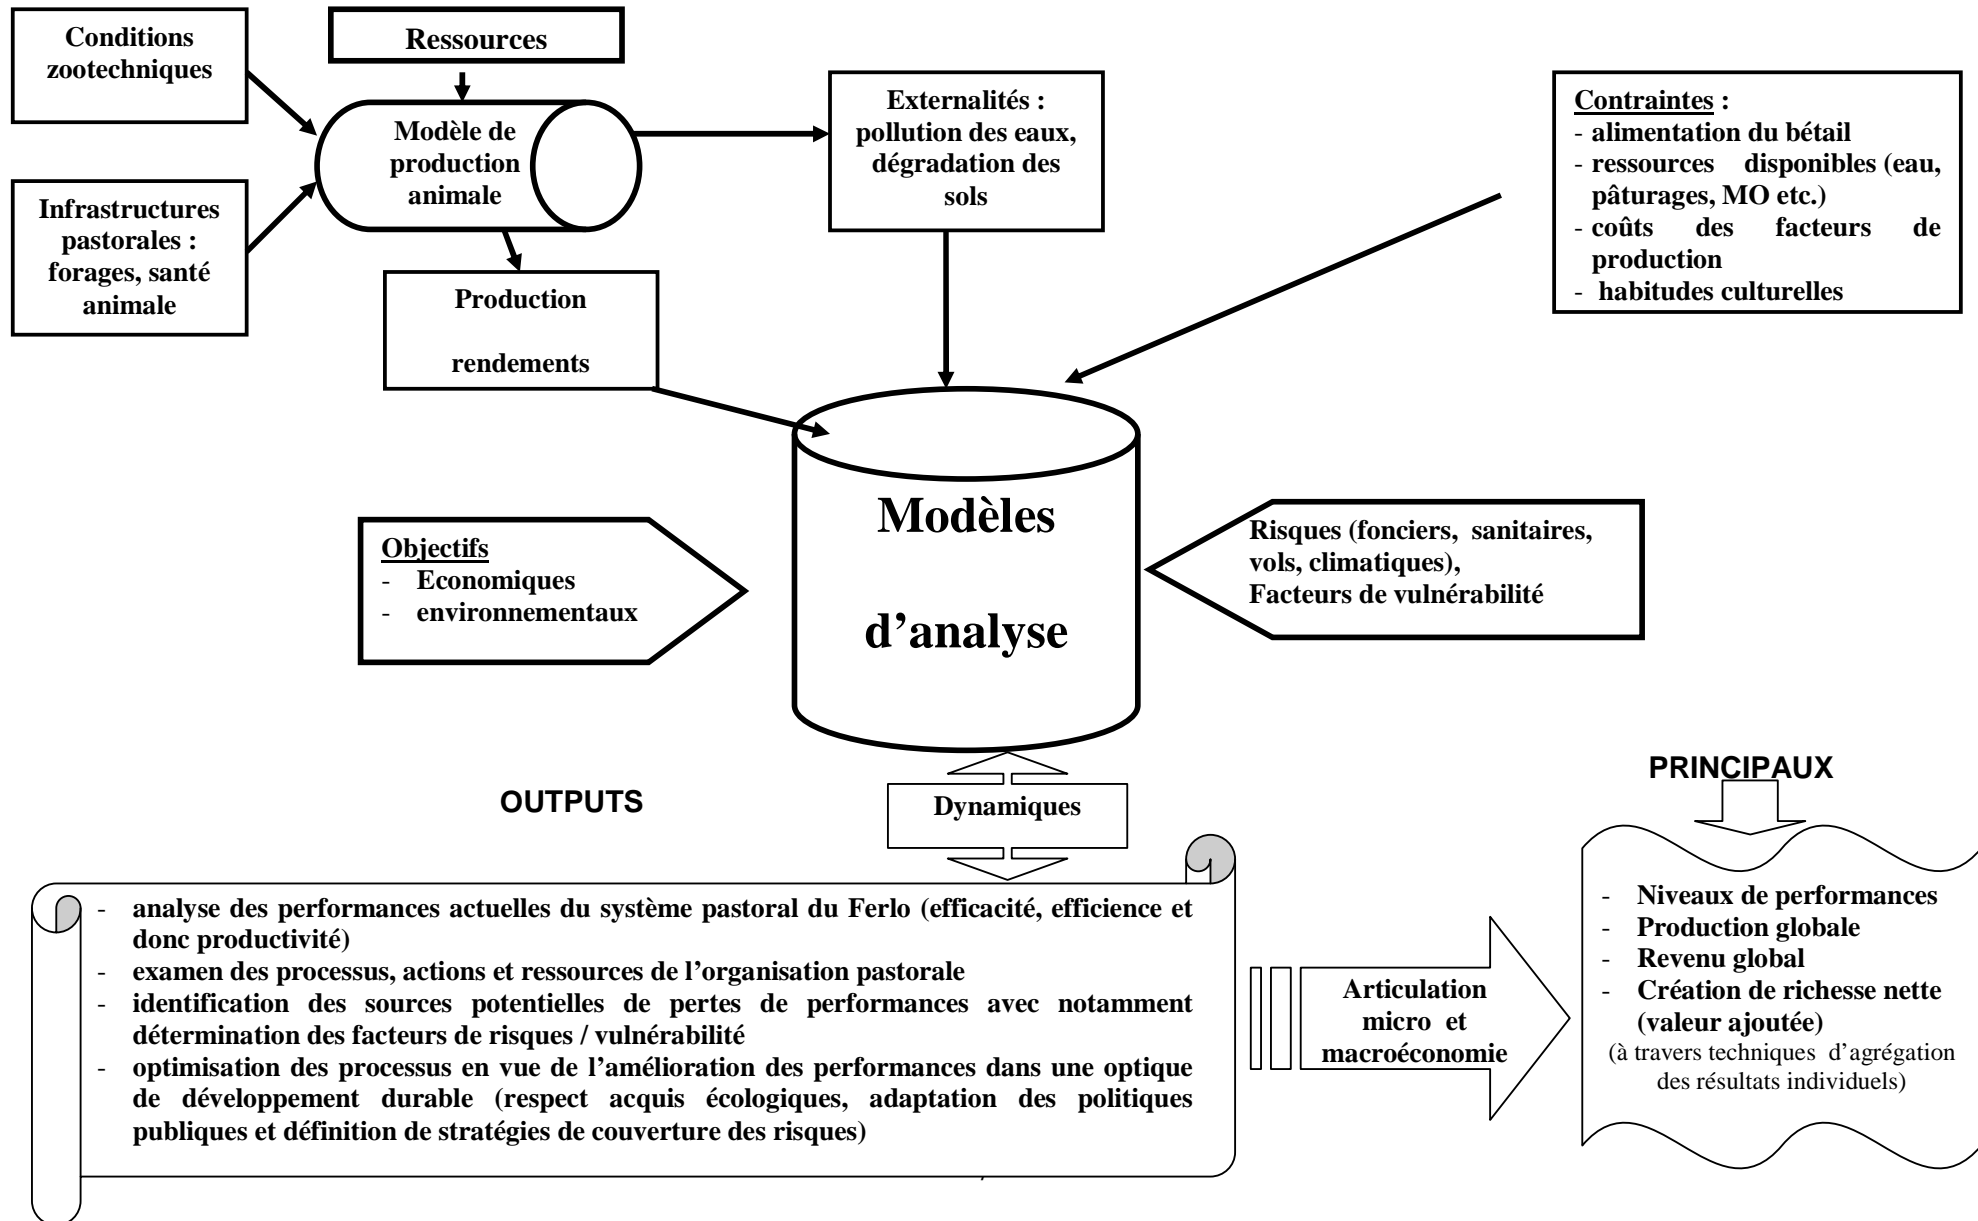 Conditions
zootechniques
Ressources
Modèle de
production
animale
Infrastructures
pastorales :
forages, santé
animale
Externalités :
pollution des eaux,
dégradation des
sols
Contraintes :
- alimentation du bétail
- ressources disponibles (eau,
pâturages, MO etc.)
- coûts des facteurs de
production
- habitudes culturelles
Production
rendements
Modèles
d’analyse
Objectifs
- Economiques
- environnementaux
Risques (fonciers, sanitaires,
vols, climatiques),
Facteurs de vulnérabilité
OUTPUTS
Dynamiques
PRINCIPAUX
- analyse des performances actuelles du système pastoral du Ferlo (efficacité, efficience et
donc productivité)
- examen des processus, actions et ressources de l’organisation pastorale
- identification des sources potentielles de pertes de performances avec notamment
détermination des facteurs de risques / vulnérabilité
- optimisation des processus en vue de l’amélioration des performances dans une optique
de développement durable (respect acquis écologiques, adaptation des politiques
publiques et définition de stratégies de couverture des risques)
Articulation
micro et
macroéconomie
- Niveaux de performances
- Production globale
- Revenu global
- Création de richesse nette
(valeur ajoutée)
(à travers techniques d’agrégation
des résultats individuels)